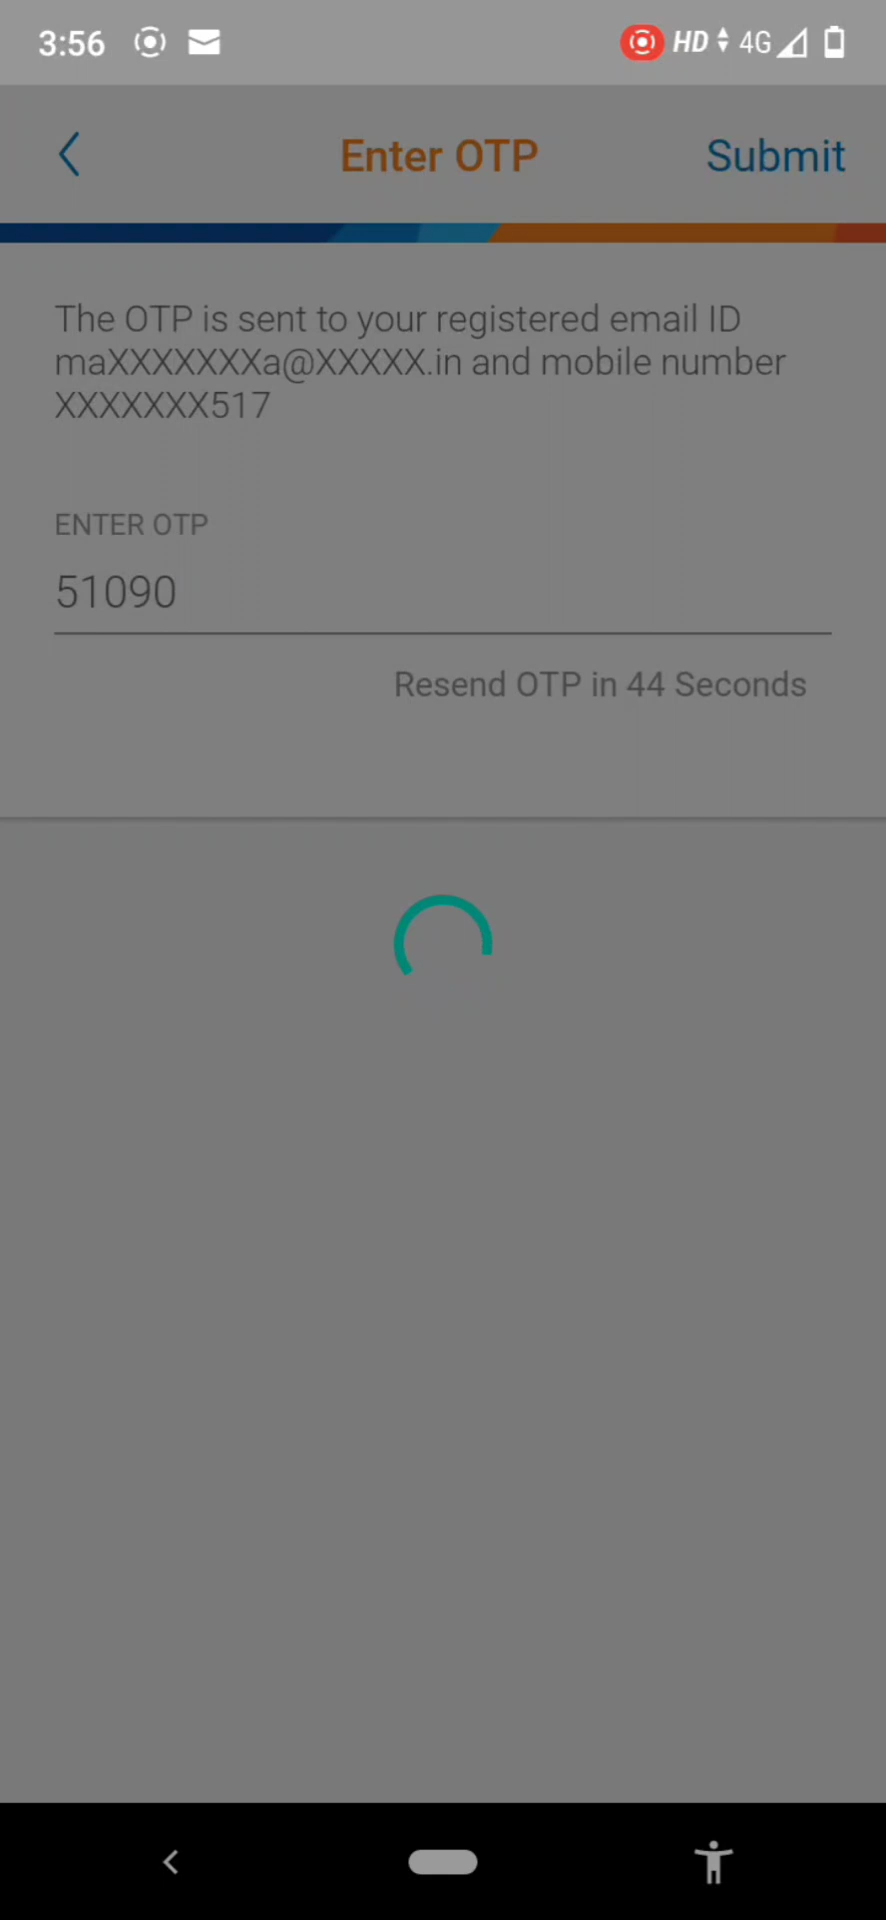 3:56 HD 4G
Enter OTP Submit
The OTP is sent to your registered email ID
maXXXXXXXa@XXXXX.in and mobile number
XXXXXXX517
ENTER OTP
51090
Resend OTP in 44 Seconds